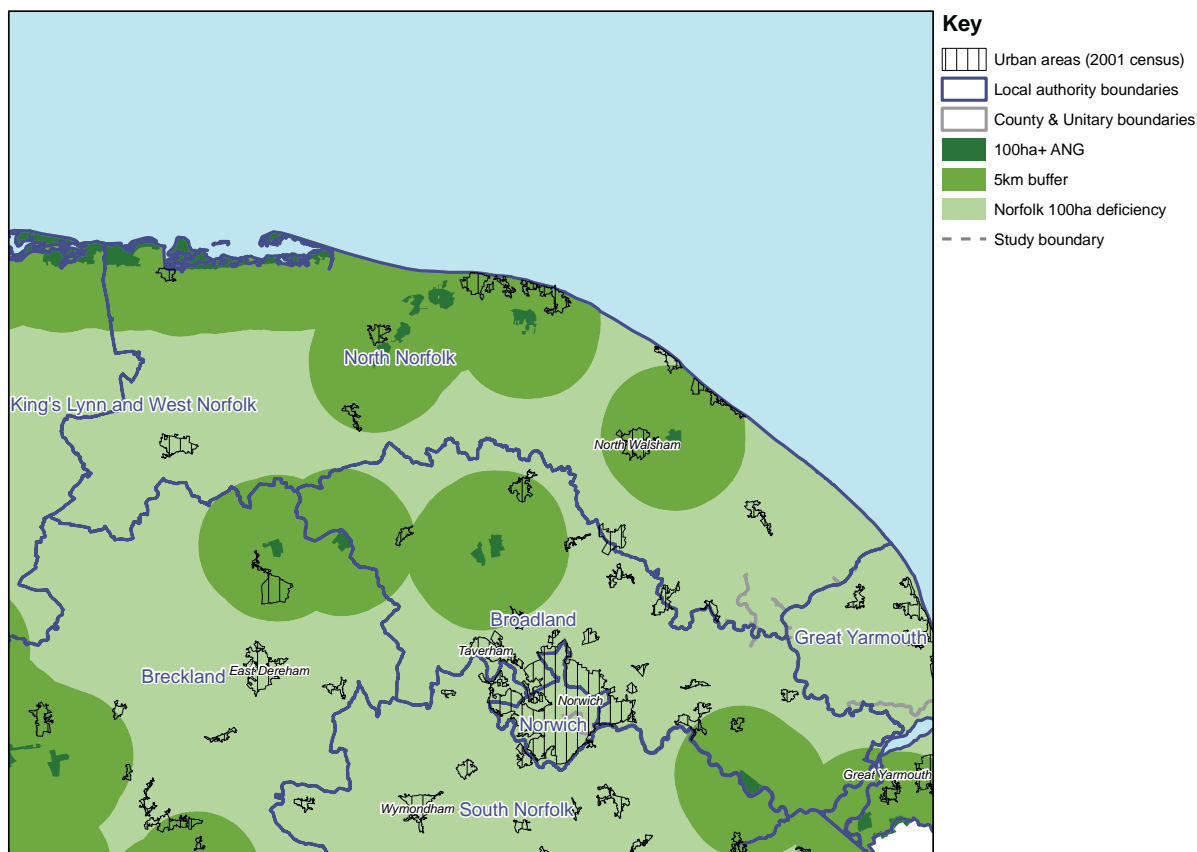 Key
Urban areas (2001 census)
Local authority boundaries
County & Unitary boundaries
100ha+ ANG
5km buffer
Norfolk 100ha deficiency
Study boundary
North Norfolk
King's Lynn and West Norfolk
North Walsham
Broadland
Great Yarmouth
Taverham
Breckland
East Dereham
Norwich
Norwich
Great Yarmouth
Wymondham
South Norfolk